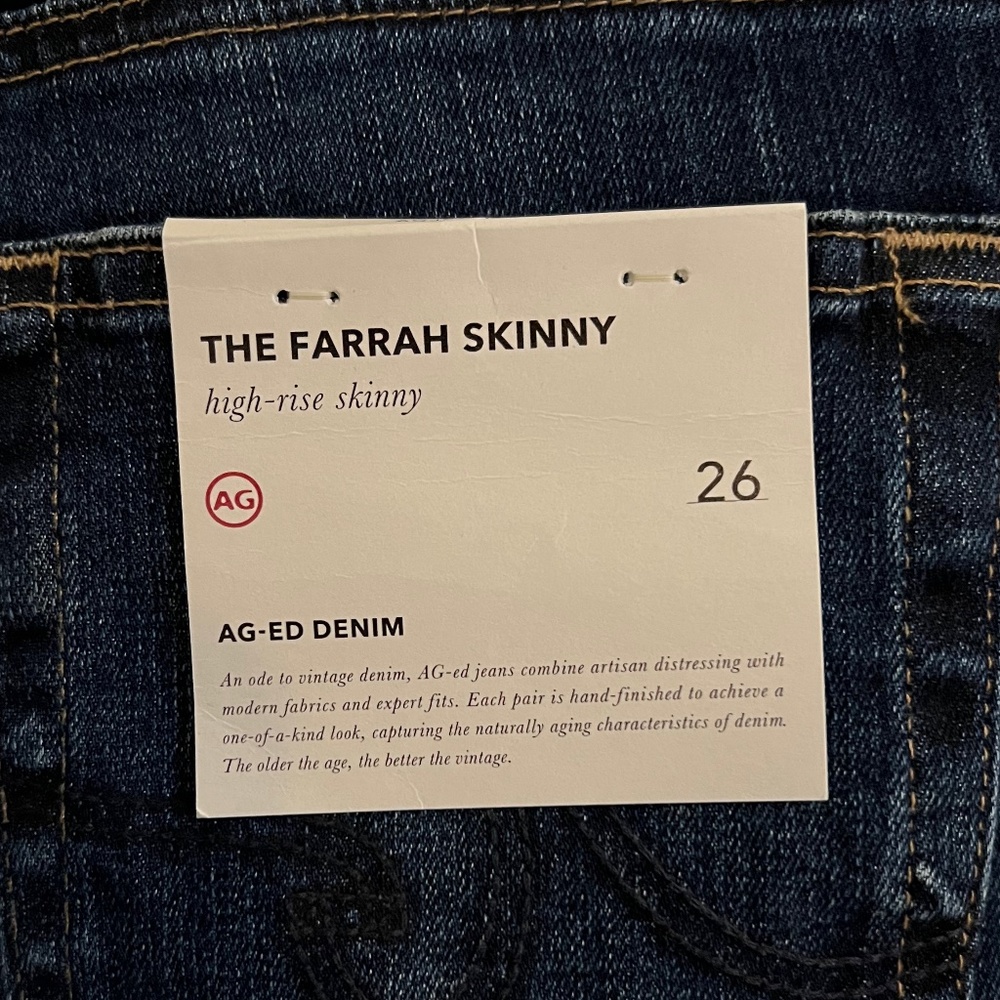 THE FARRAH SKINNY
high-rise skinny
AG
26
AG-ED DENIM
An ode to vintage denim, AG-ed jeans combine artisan distressing with
modern fabrics and expert fits. Each pair is hand-finished to achieve a
one-of-a-kind look, capturing the naturally aging characteristics of denim.
The older the age, the better the vintage.